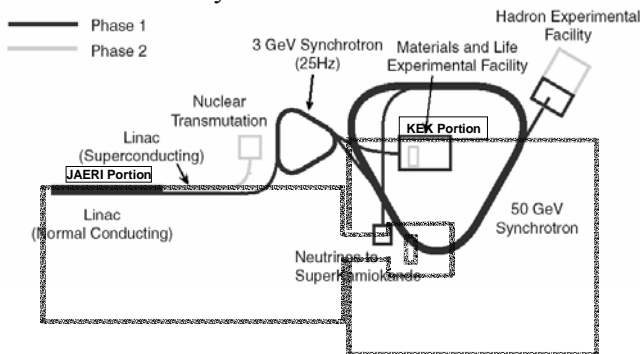 Phase 1
Phase 2
Hadron Experimental
Facility
3 GeV Synchrotron
(25Hz)
Materials and Life
Experimental Facility
Nuclear
Transmutation
KEK Portion
Linac
(Superconducting)
JAERI Portion
Linac
(Normal Conducting)
50 GeV
Synchrotron
Neutrinos to
SuperKamiokande